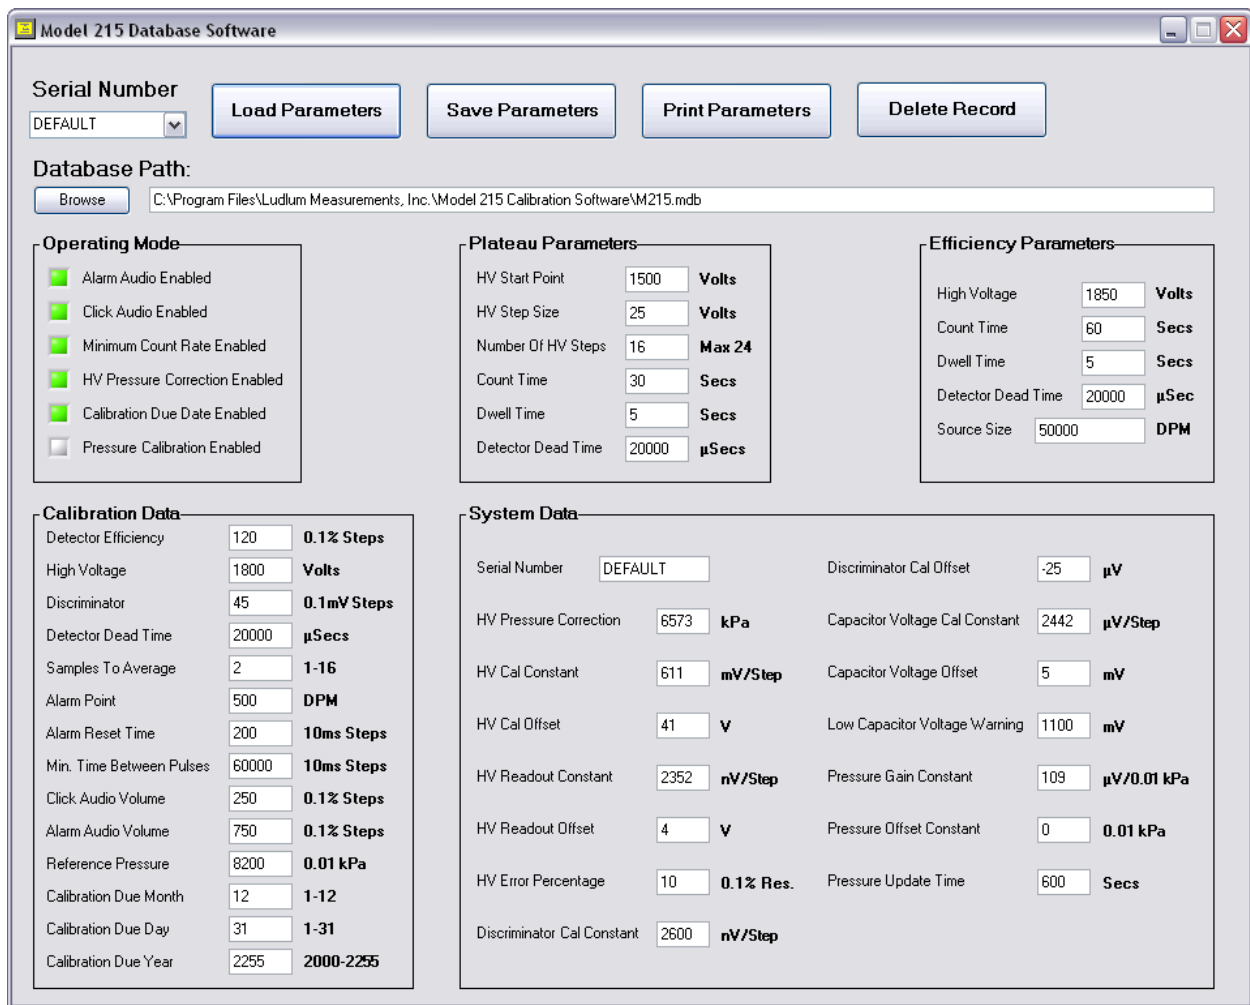 Model 215 Database Software
Serial Number
DEFAULT
Load Parameters
Save Parameters
Print Parameters
Delete Record
Database Path:
Browse
C:\Program Files\Ludlum Measurements, Inc.\Model 215 Calibration Software\M215.mdb
Operating Mode
Alarm Audio Enabled
Click Audio Enabled
Minimum Count Rate Enabled
HV Pressure Correction Enabled
Calibration Due Date Enabled
Pressure Calibration Enabled
Plateau Parameters
HV Start Point 1500 Volts
HV Step Size 25 Volts
Number Of HV Steps 16 Max 24
Count Time 30 Secs
Dwell Time 5 Secs
Detector Dead Time 20000 µSecs
Efficiency Parameters
High Voltage 1850 Volts
Count Time 60 Secs
Dwell Time 5 Secs
Detector Dead Time 20000 µSec
Source Size 50000 DPM
Calibration Data
Detector Efficiency 120 0.1% Steps
High Voltage 1800 Volts
Discriminator 45 0.1mV Steps
Detector Dead Time 20000 µSecs
Samples To Average 2 1-16
Alarm Point 500 DPM
Alarm Reset Time 200 10ms Steps
Min. Time Between Pulses 60000 10ms Steps
Click Audio Volume 250 0.1% Steps
Alarm Audio Volume 750 0.1% Steps
Reference Pressure 8200 0.01 kPa
Calibration Due Month 12 1-12
Calibration Due Day 31 1-31
Calibration Due Year 2255 2000-2255
System Data
Serial Number DEFAULT
HV Pressure Correction 6573 kPa
HV Cal Constant 611 mV/Step
HV Cal Offset 41 V
HV Readout Constant 2352 nV/Step
HV Readout Offset 4 V
HV Error Percentage 10 0.1% Res.
Discriminator Cal Constant 2600 nV/Step
Discriminator Cal Offset -25 µV
Capacitor Voltage Cal Constant 2442 µV/Step
Capacitor Voltage Offset 5 mV
Low Capacitor Voltage Warning 1100 mV
Pressure Gain Constant 109 µV/0.01 kPa
Pressure Offset Constant 0 0.01 kPa
Pressure Update Time 600 Secs